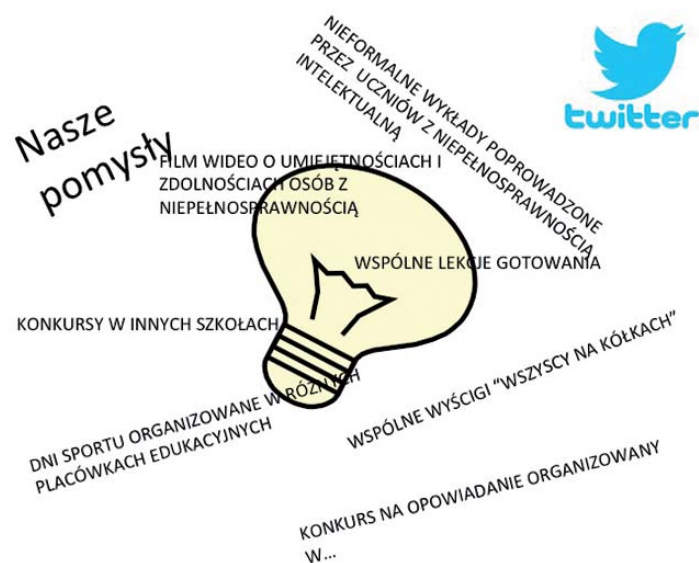 Nasze
pomysły
NIEFORMALNE WYKŁADY POPROWADZONE
PRZEZ UCZNIÓW Z NIEPEŁNOSPRAWNOŚCIĄ
INTELEKTUALNĄ
twitter
FILM WIDEO O UMIEJĘTNOŚCIACH I
ZDOLNOŚCIACH OSÓB Z
NIEPEŁNOSPRAWNOŚCIĄ
WSPÓLNE LEKCJE GOTOWANIA
KONKURSY W INNYCH SZKOŁACH
WSPÓLNE WYŚCIGI “WSZYSCY NA KÓŁKACH”
DNI SPORTU ORGANIZOWANE W RÓŻNYCH
PLACÓWKACH EDUKACYJNYCH
KONKURS NA OPOWIADANIE ORGANIZOWANY
W...